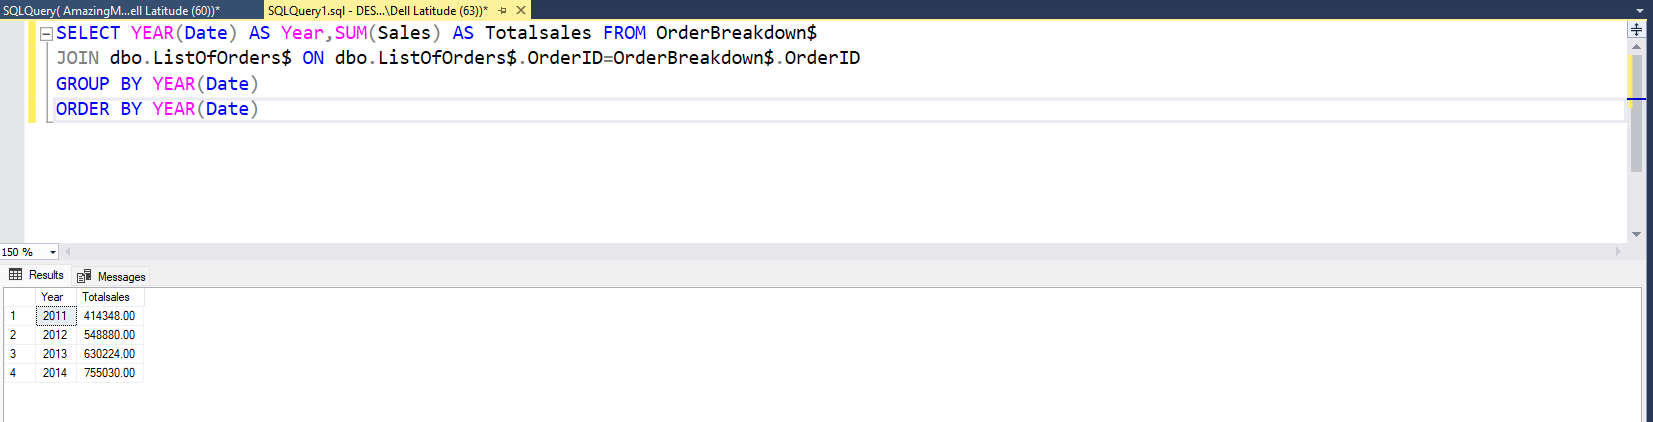 SQLQuery( AmazingM...ell Latitude (60))* SQLQuery1.sql - DES...\Dell Latitude (63))*
SELECT YEAR(Date) AS Year,SUM(Sales) AS Totalsales FROM OrderBreakdown$
JOIN dbo.ListOfOrders$ ON dbo.ListOfOrders$.OrderID=OrderBreakdown$.OrderID
GROUP BY YEAR(Date)
ORDER BY YEAR(Date)
150 %
Results Messages
Year Totalsales
1 2011 414348.00
2 2012 548880.00
3 2013 630224.00
4 2014 755030.00